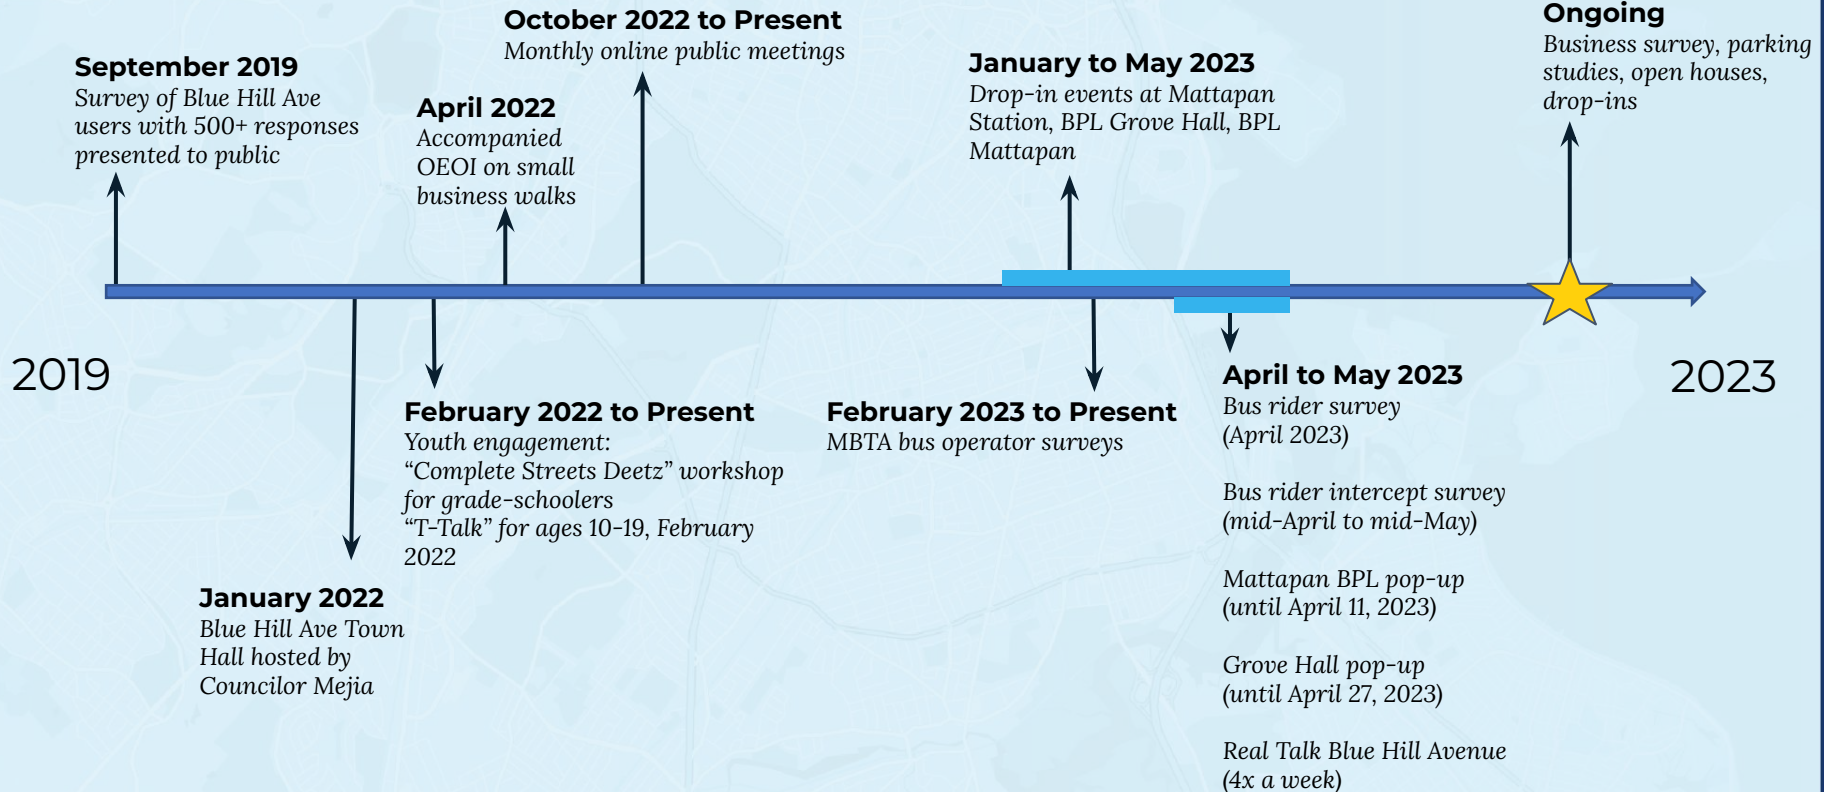 September 2019
Survey of Blue Hill Ave
users with 500+ responses
presented to public
April 2022
Accompanied
OEOI on small
business walks
October 2022 to Present
Monthly online public meetings
January to May 2023
Drop-in events at Mattapan
Station, BPL Grove Hall, BPL
Mattapan
Ongoing
Business survey, parking
studies, open houses,
drop-ins
2019
2023
January 2022
Blue Hill Ave Town
Hall hosted by
Councilor Mejia
February 2022 to Present
Youth engagement:
“Complete Streets Deetz” workshop
for grade-schoolers
“T-Talk” for ages 10-19, February
2022
February 2023 to Present
MBTA bus operator surveys
April to May 2023
Bus rider survey
(April 2023)
Bus rider intercept survey
(mid-April to mid-May)
Mattapan BPL pop-up
(until April 11, 2023)
Grove Hall pop-up
(until April 27, 2023)
Real Talk Blue Hill Avenue
(4x a week)